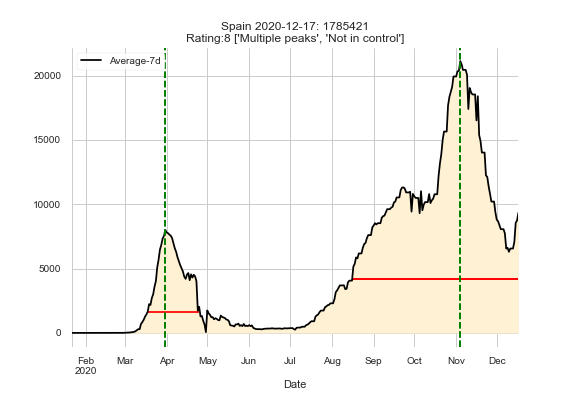 Spain 2020-12-17: 1785421
Rating:8 ['Multiple peaks', 'Not in control']
Average-7d
20000
15000
10000
5000
0
Feb Mar Apr May Jun Jul Aug Sep Oct Nov Dec
2020
Date